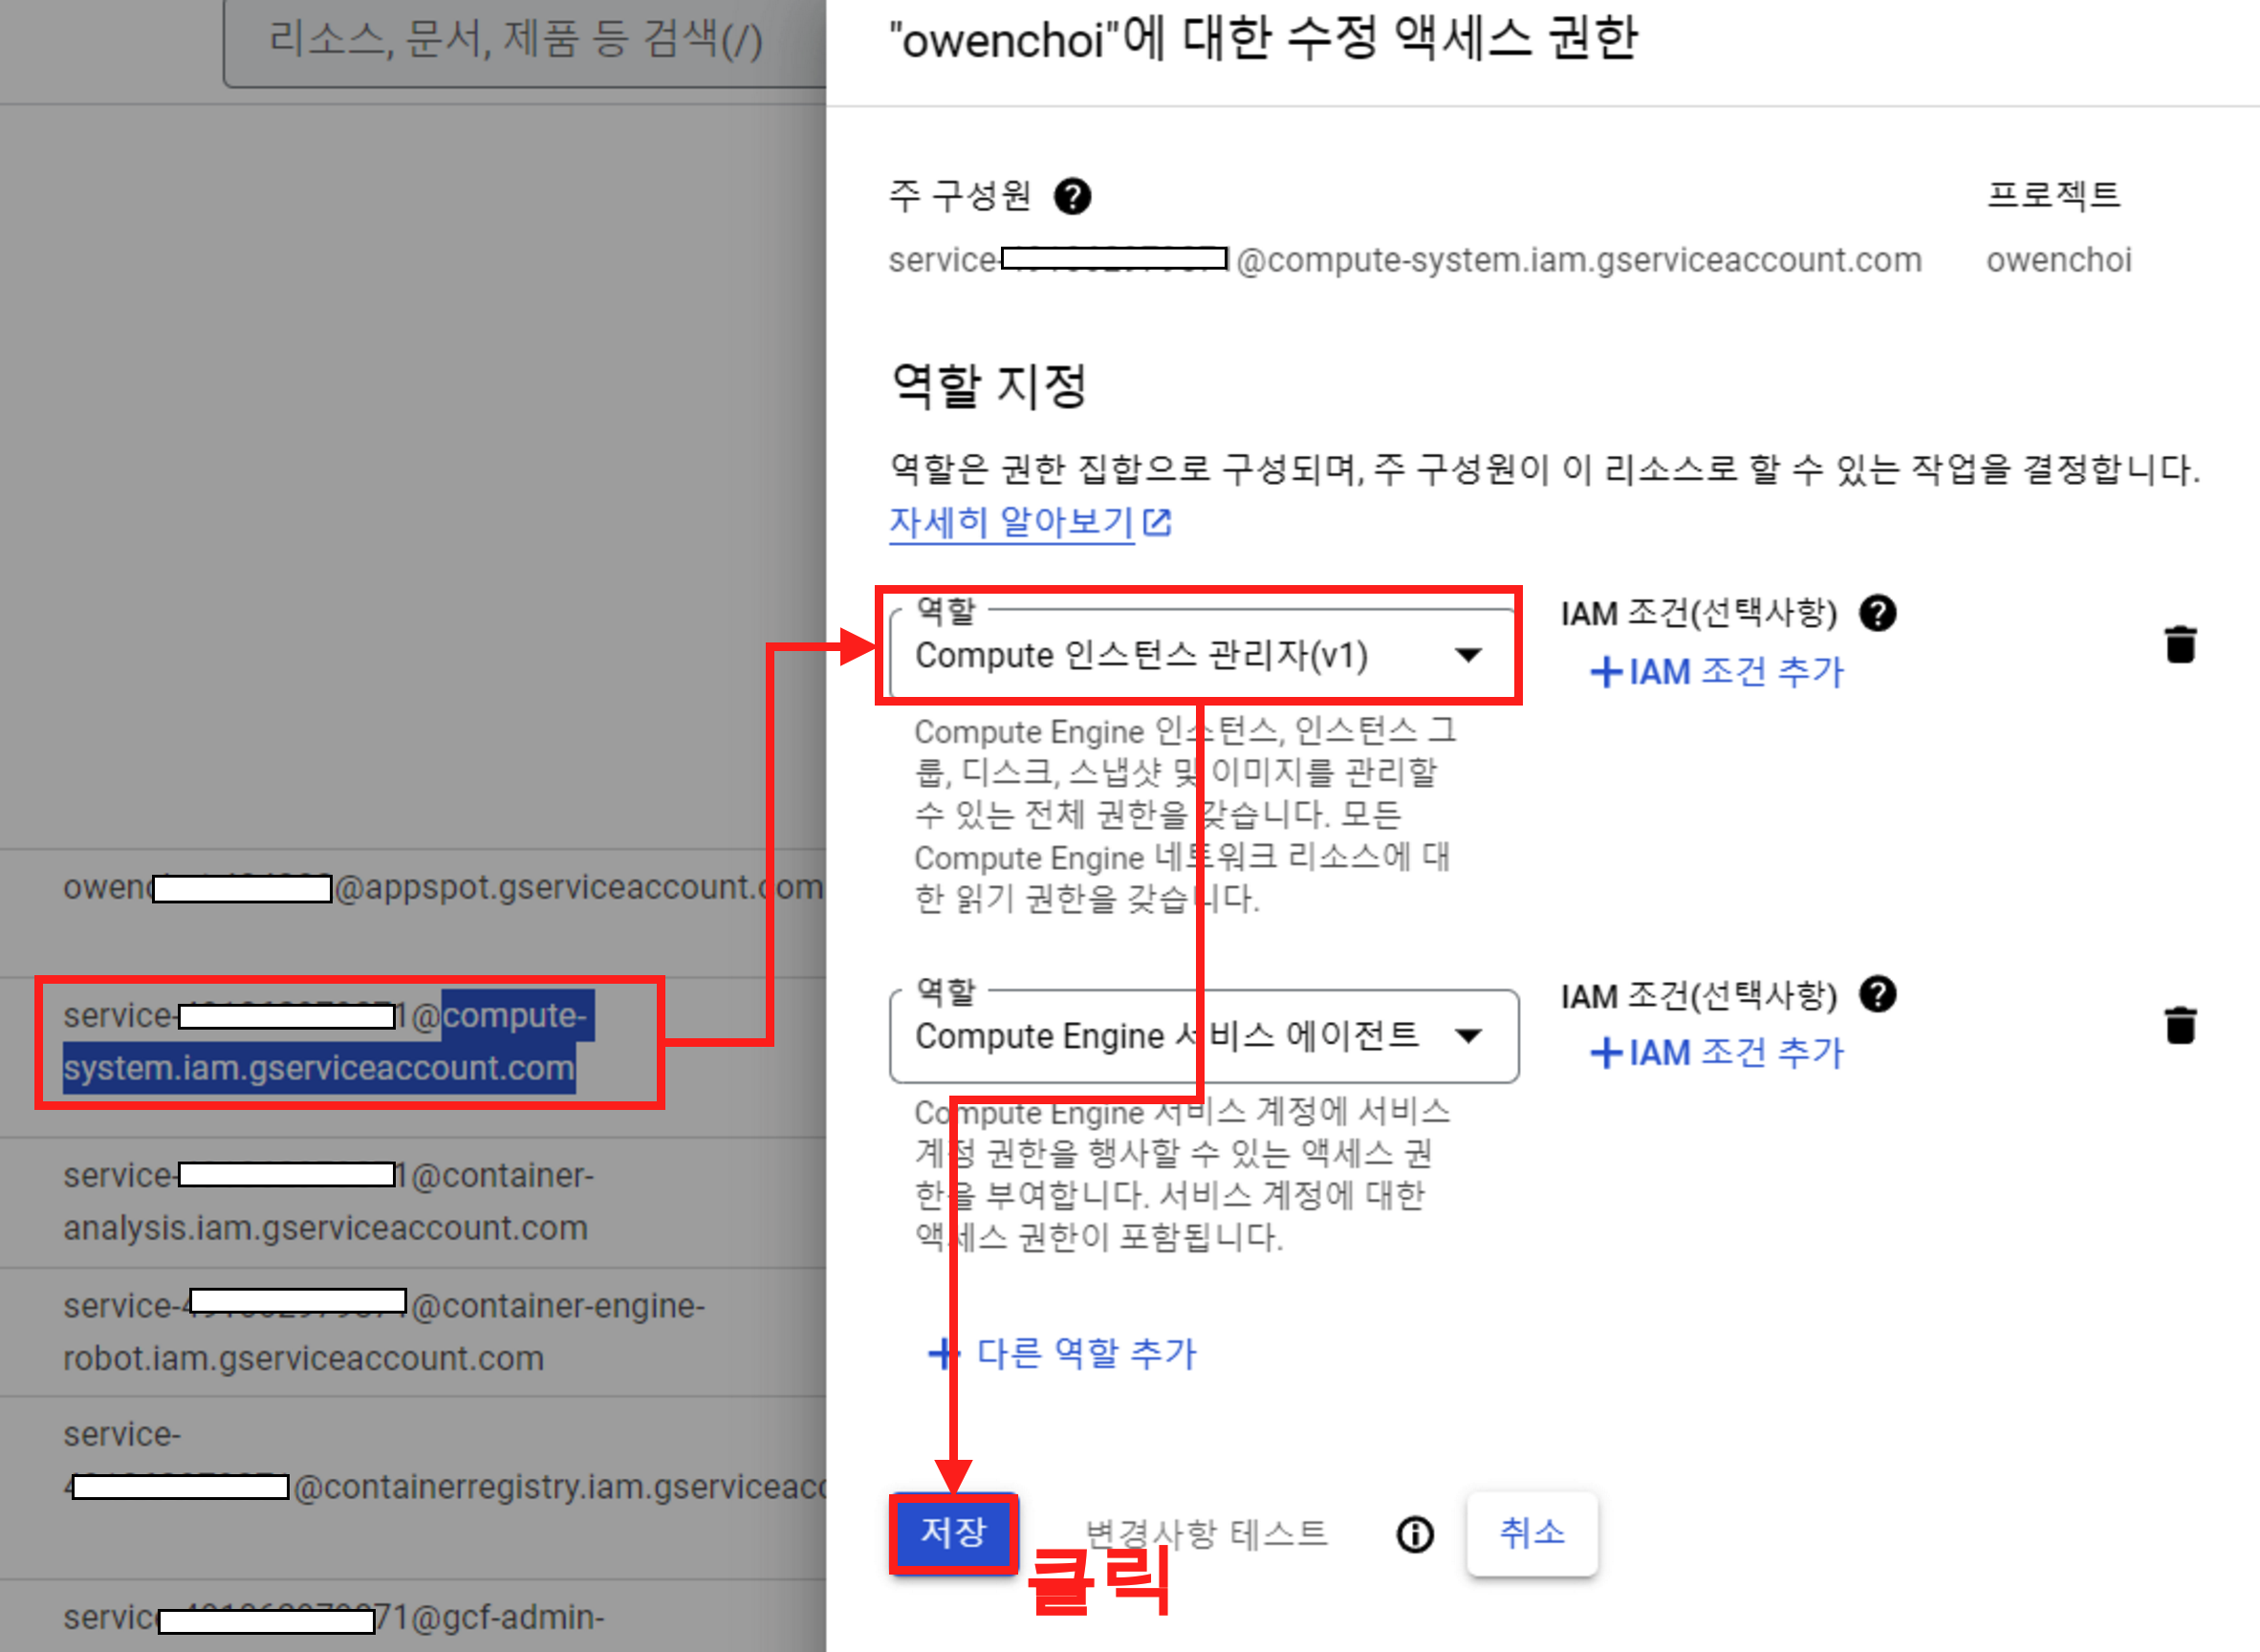 리소스, 문서, 제품 등 검색(/)
owenc @appspot.gserviceaccount.com
service- 1@compute-
system.iam.gserviceaccount.com
service- 1@container-
analysis.iam.gserviceaccount.com
service- @container-engine-
robot.iam.gserviceaccount.com
service-
@containerregistry.iam.gserviceacc
servic 71@gcf-admin-
"owenchoi"에 대한 수정 액세스 권한
주 구성원
프로젝트
service- @compute-system.iam.gserviceaccount.com
owenchoi
역할 지정
역할은 권한 집합으로 구성되며, 주 구성원이 이 리소스로 할 수 있는 작업을 결정합니다.
자세히 알아보기
역할
Compute 인스턴스 관리자(v1)
IAM 조건(선택사항)
+IAM 조건 추가
Compute Engine 인스턴스, 인스턴스 그
룹, 디스크, 스냅샷 및 이미지를 관리할
수 있는 전체 권한을 갖습니다. 모든
Compute Engine 네트워크 리소스에 대
한 읽기 권한을 갖습니다.
역할
Compute Engine 서비스 에이전트
IAM 조건(선택사항)
+IAM 조건 추가
Compute Engine 서비스 계정에 서비스
계정 권한을 행사할 수 있는 액세스 권
한을 부여합니다. 서비스 계정에 대한
액세스 권한이 포함됩니다.
+ 다른 역할 추가
저장
변경사항 테스트
취소
클릭